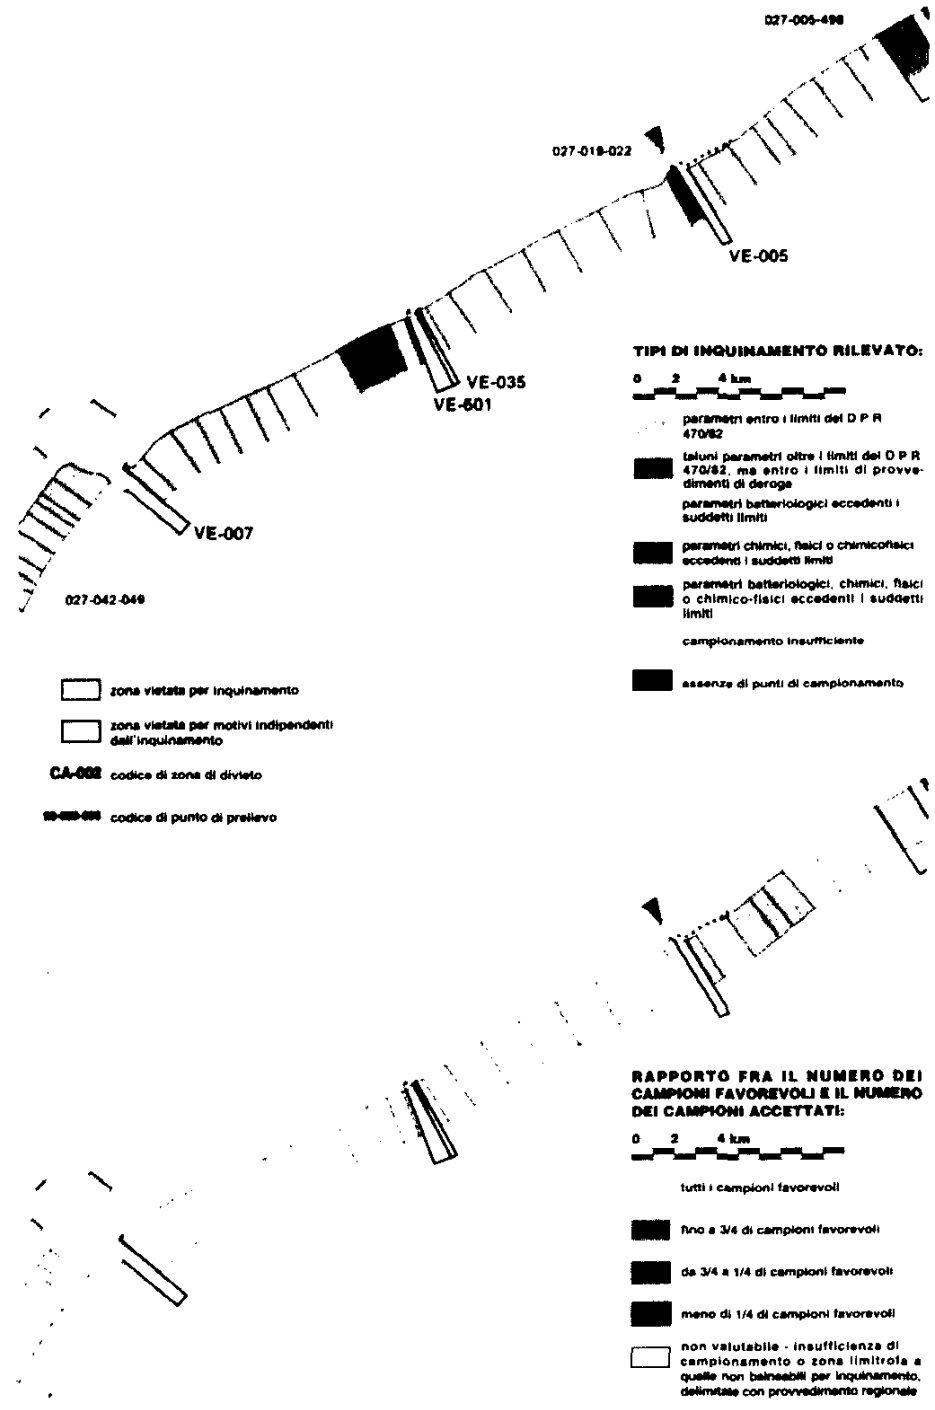 027-005-498
027-019-022
VE-005
TIPI DI INQUINAMENTO RILEVATO:
0 2 4 km
parametri entro i limiti del D P R
470/82
taluni parametri oltre i limiti del D P R
470/82, ma entro i limiti di provve-
dimenti di deroga
parametri batteriologici eccedenti i
suddetti limiti
parametri chimici, fisici o chimicofisici
eccedenti i suddetti limiti
parametri batteriologici, chimici, fisici
o chimico-fisici eccedenti i suddetti
limiti
campionamento insufficiente
assenza di punti di campionamento
VE-035
VE-501
VE-007
027-042-049
zona vietata per inquinamento
zona vietata per motivi indipendenti
dall'inquinamento
CA-002 codice di zona di divieto
codice di punto di prelievo
RAPPORTO FRA IL NUMERO DEI
CAMPIONI FAVOREVOLI E IL NUMERO
DEI CAMPIONI ACCETTATI:
0 2 4 km
tutti i campioni favorevoli
fino a 3/4 di campioni favorevoli
da 3/4 a 1/4 di campioni favorevoli
meno di 1/4 di campioni favorevoli
non valutabile - insufficienza di
campionamento o zona limitrofa a
quelle non balneabili per inquinamento,
delimitate con provvedimento regionale